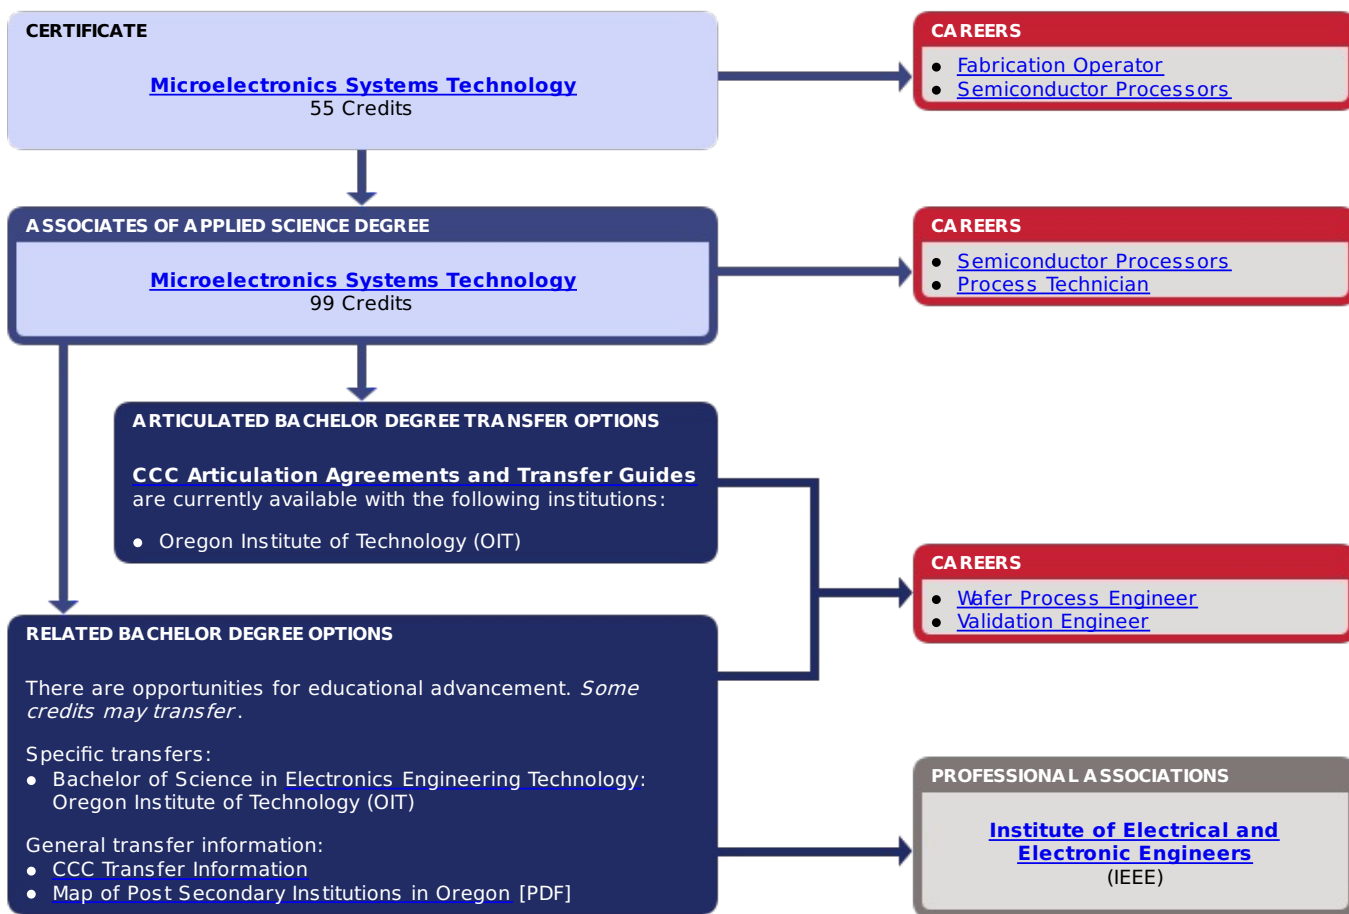 CERTIFICATE
Microelectronics Systems Technology
55 Credits
CAREERS
● Fabrication Operator
● Semiconductor Processors
ASSOCIATES OF APPLIED SCIENCE DEGREE
Microelectronics Systems Technology
99 Credits
CAREERS
● Semiconductor Processors
● Process Technician
ARTICULATED BACHELOR DEGREE TRANSFER OPTIONS
CCC Articulation Agreements and Transfer Guides
are currently available with the following institutions:
● Oregon Institute of Technology (OIT)
CAREERS
● Wafer Process Engineer
● Validation Engineer
RELATED BACHELOR DEGREE OPTIONS
There are opportunities for educational advancement. Some
credits may transfer.
Specific transfers:
● Bachelor of Science in Electronics Engineering Technology:
Oregon Institute of Technology (OIT)
General transfer information:
● CCC Transfer Information
● Map of Post Secondary Institutions in Oregon [PDF]
PROFESSIONAL ASSOCIATIONS
Institute of Electrical and
Electronic Engineers
(IEEE)